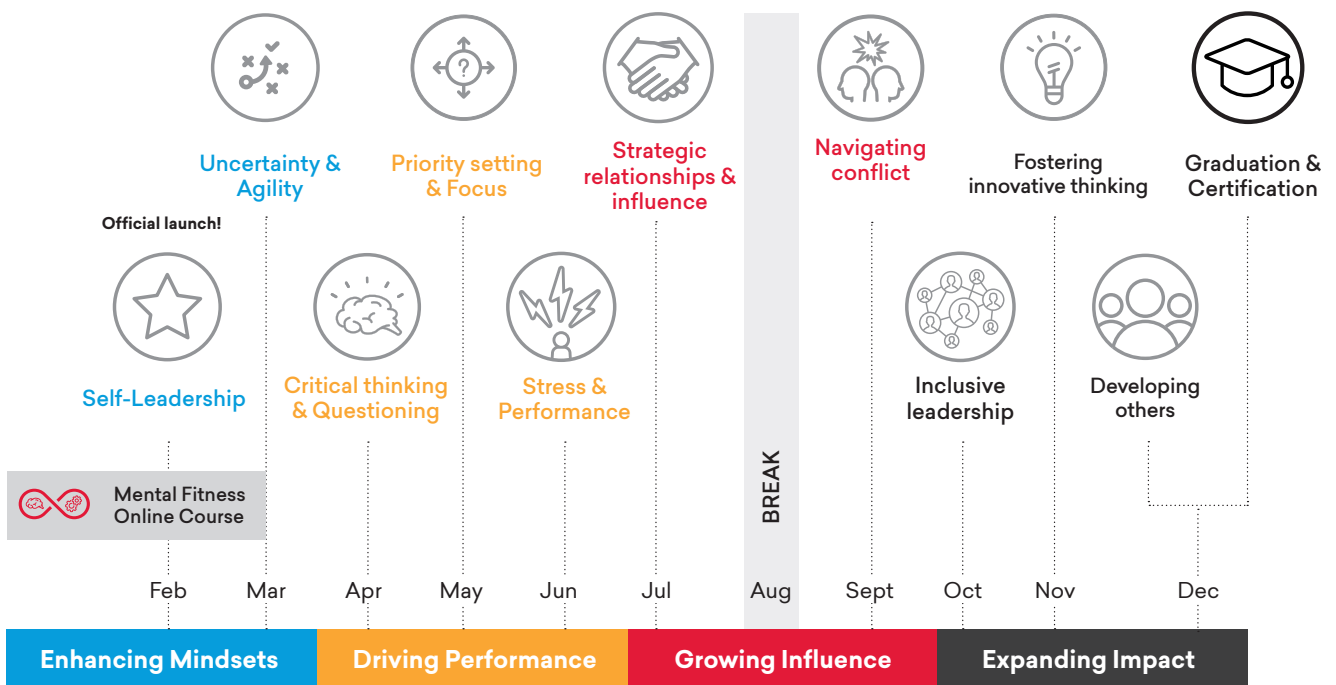 Uncertainty &
Agility
Priority setting
& Focus
Strategic
relationships &
influence
Navigating
conflict
Fostering
innovative thinking
Graduation &
Certification
Official launch!
Self-Leadership
Critical thinking
& Questioning
?
Stress &
Performance
Inclusive
leadership
Developing
others
Mental Fitness
Online Course
BREAK
Feb
Mar
Apr
May
Jun
Jul
Aug
Sept
Oct
Nov
Dec
Enhancing Mindsets
Driving Performance
Growing Influence
Expanding Impact